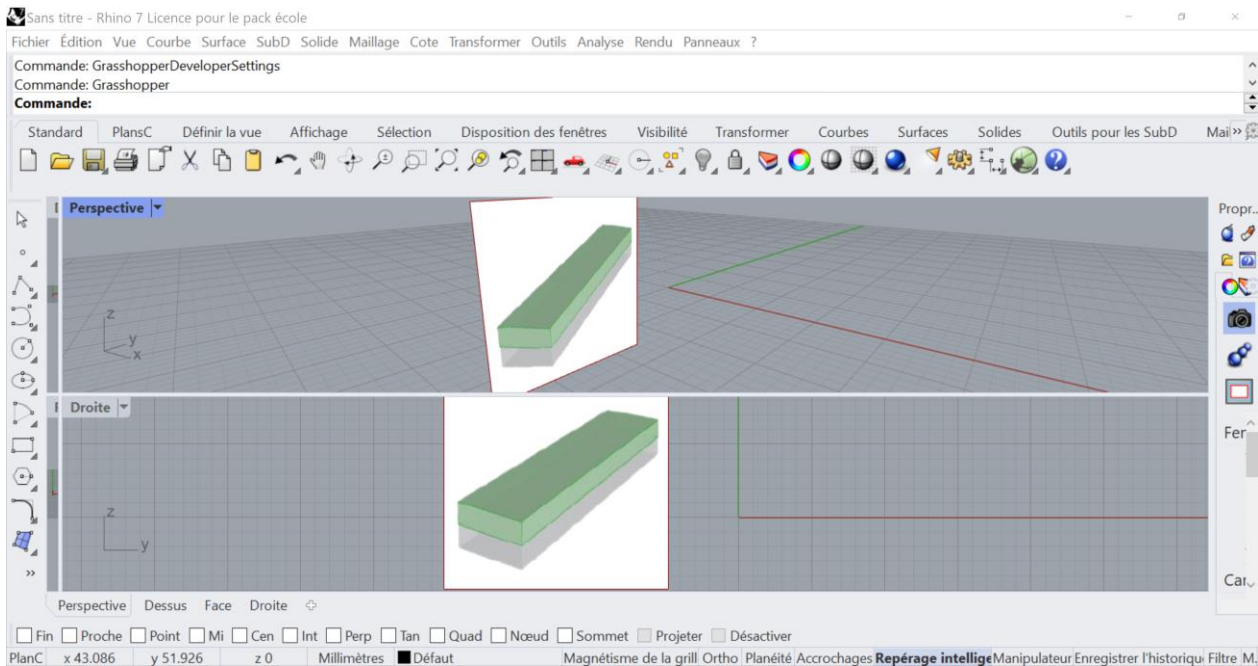 Sans titre - Rhino 7 Licence pour le pack école
Fichier Édition Vue Courbe Surface SubD Solide Maillage Cote Transformer Outils Analyse Rendu Panneaux ?
Commande: GrasshopperDeveloperSettings
Commande: Grasshopper
Commande:
Standard PlansC Définir la vue Affichage Sélection Disposition des fenêtres Visibilité Transformer Courbes Surfaces Solides Outils pour les SubD Mai »
Perspective
Propr...
z
y
x
Droite
Fer
z
y
»
Car
Perspective Dessus Face Droite
Fin Proche Point Mi Cen Int Perp Tan Quad Nœud Sommet Projeter Désactiver
PlanC x 43.086 y 51.926 z 0 Millimètres Défaut Magnétisme de la grill Ortho Planéité Accrochages Repérage intellige Manipulateur Enregistrer l'historiqu Filtre M